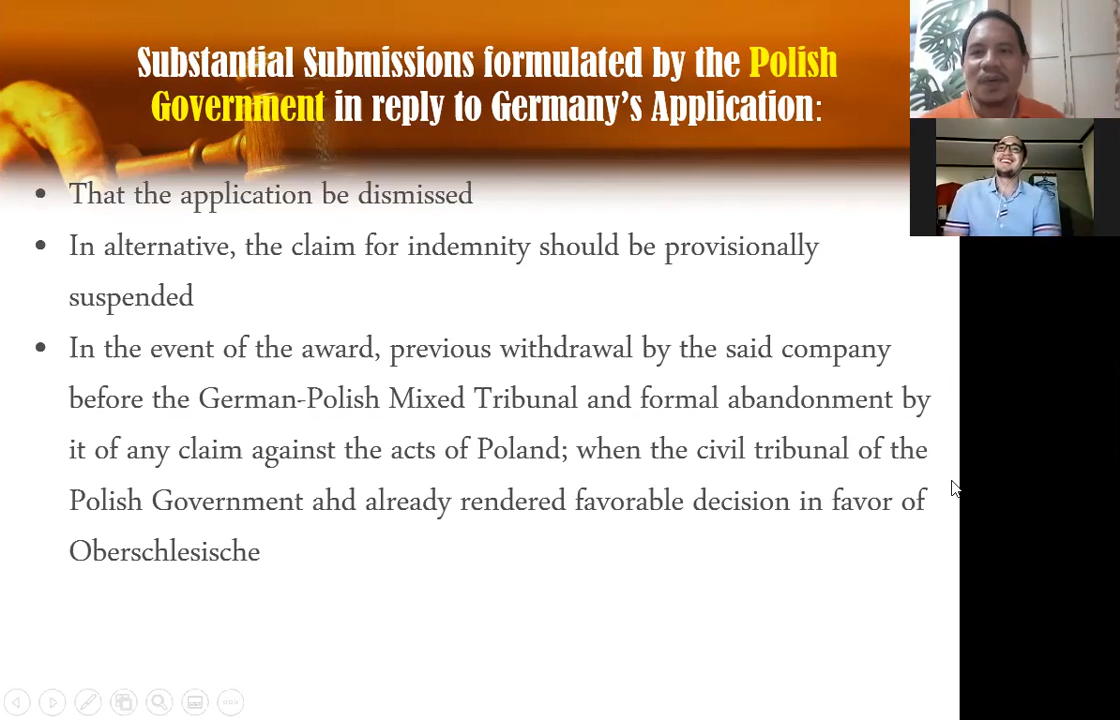 Substantial Submissions formulated by the Polish
Government in reply to Germany's Application:
• That the application be dismissed
• In alternative, the claim for indemnity should be provisionally
suspended
• In the event of the award, previous withdrawal by the said company
before the German-Polish Mixed Tribunal and formal abandonment by
it of any claim against the acts of Poland; when the civil tribunal of the
Polish Government ahd already rendered favorable decision in favor of
Oberschlesische